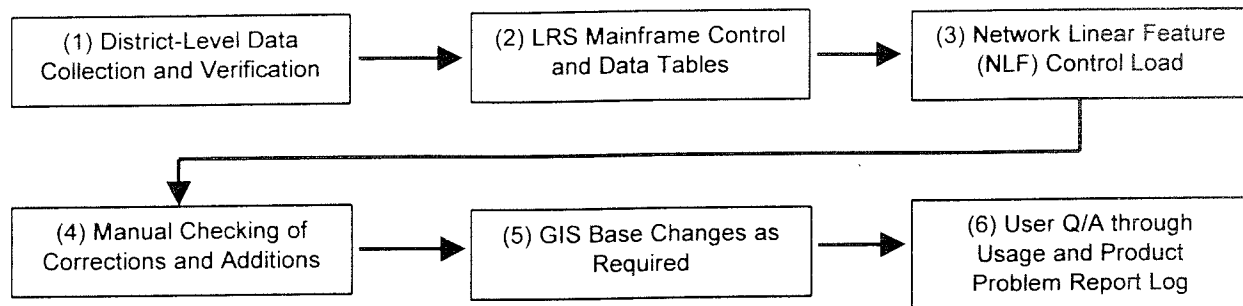 (1) District-Level Data
Collection and Verification
(2) LRS Mainframe Control
and Data Tables
(3) Network Linear Feature
(NLF) Control Load
(4) Manual Checking of
Corrections and Additions
(5) GIS Base Changes as
Required
(6) User Q/A through
Usage and Product
Problem Report Log